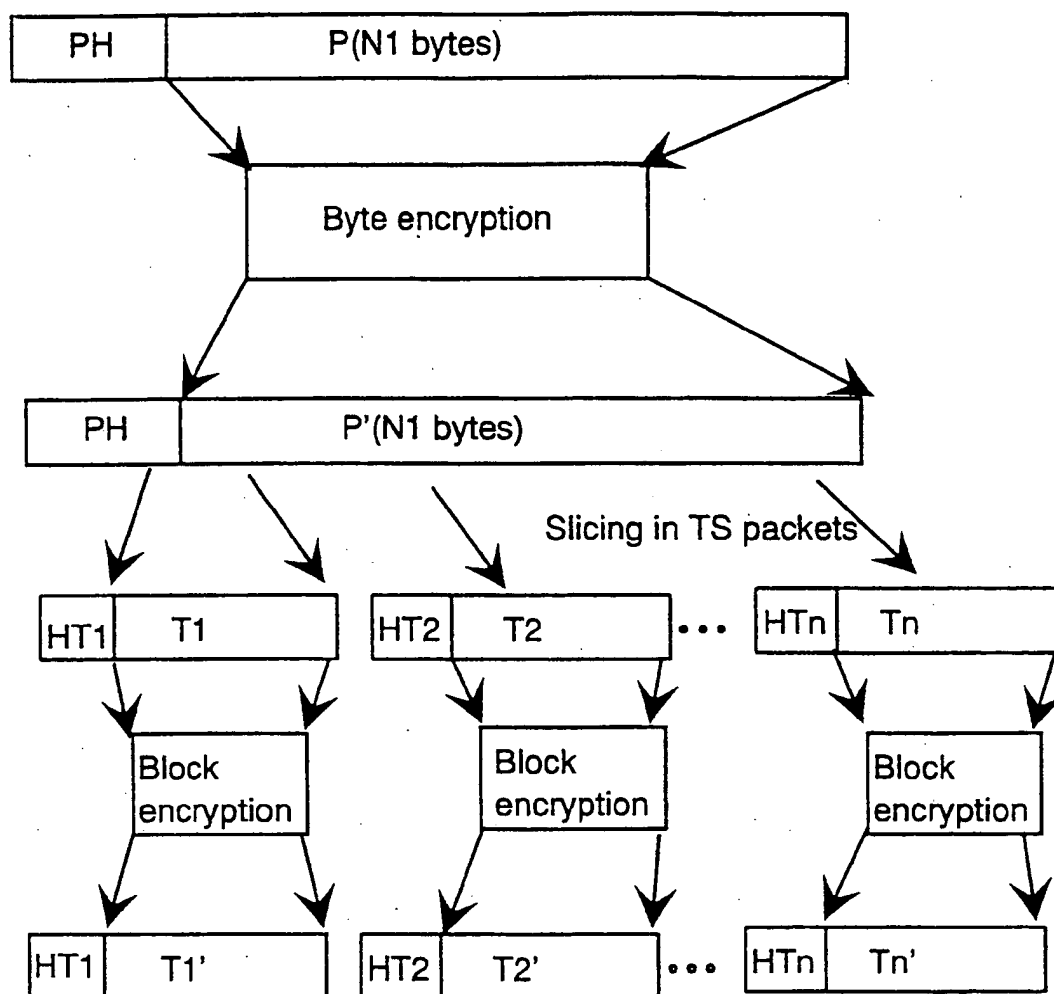 PH P(N1 bytes)
Byte encryption
PH P'(N1 bytes)
Slicing in TS packets
HT1 T1 HT2 T2 ••• HTn Tn
Block encryption Block encryption Block encryption
HT1 T1' HT2 T2' ••• HTn Tn'